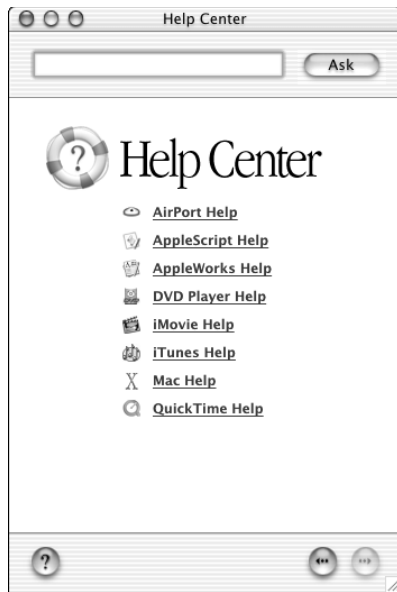 Help Center
Ask
? Help Center
AirPort Help
AppleScript Help
AppleWorks Help
DVD Player Help
iMovie Help
iTunes Help
X Mac Help
QuickTime Help
?